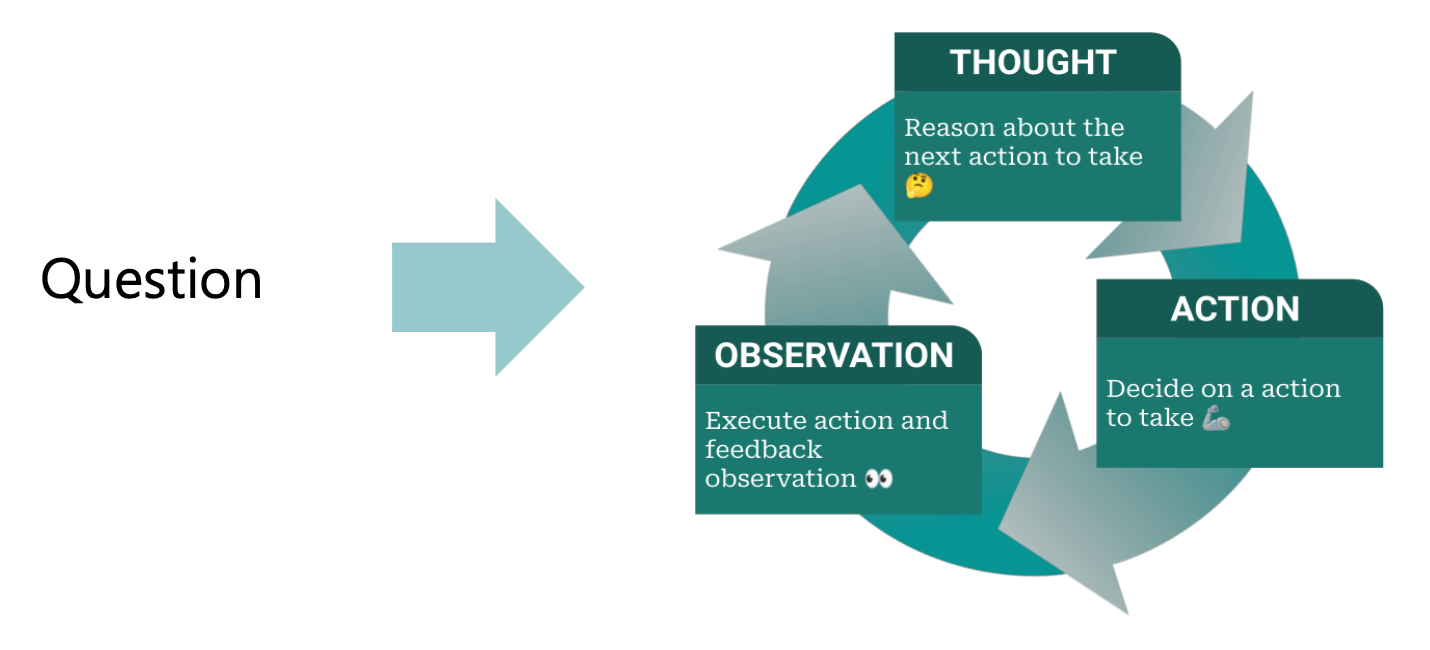 Question
THOUGHT
Reason about the
next action to take
🤔
ACTION
Decide on a action
to take 🦾
OBSERVATION
Execute action and
feedback
observation 👀